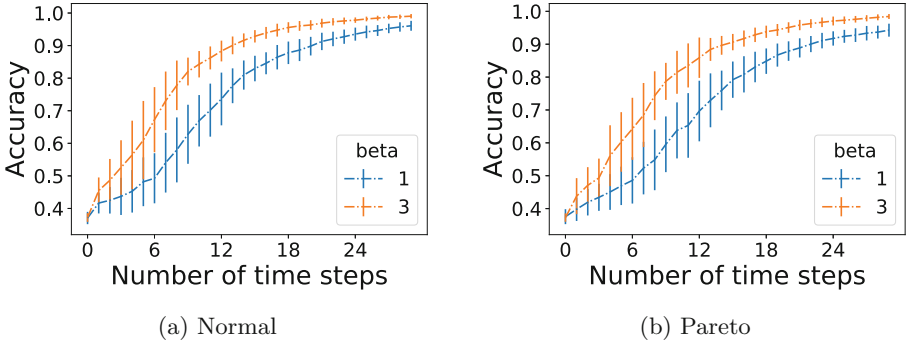 1.0
0.9
0.8
0.7
0.6
0.5
0.4
Accuracy
beta
1
3
0 6 12 18 24
Number of time steps
(a) Normal
1.0
0.9
0.8
0.7
0.6
0.5
0.4
Accuracy
beta
1
3
0 6 12 18 24
Number of time steps
(b) Pareto